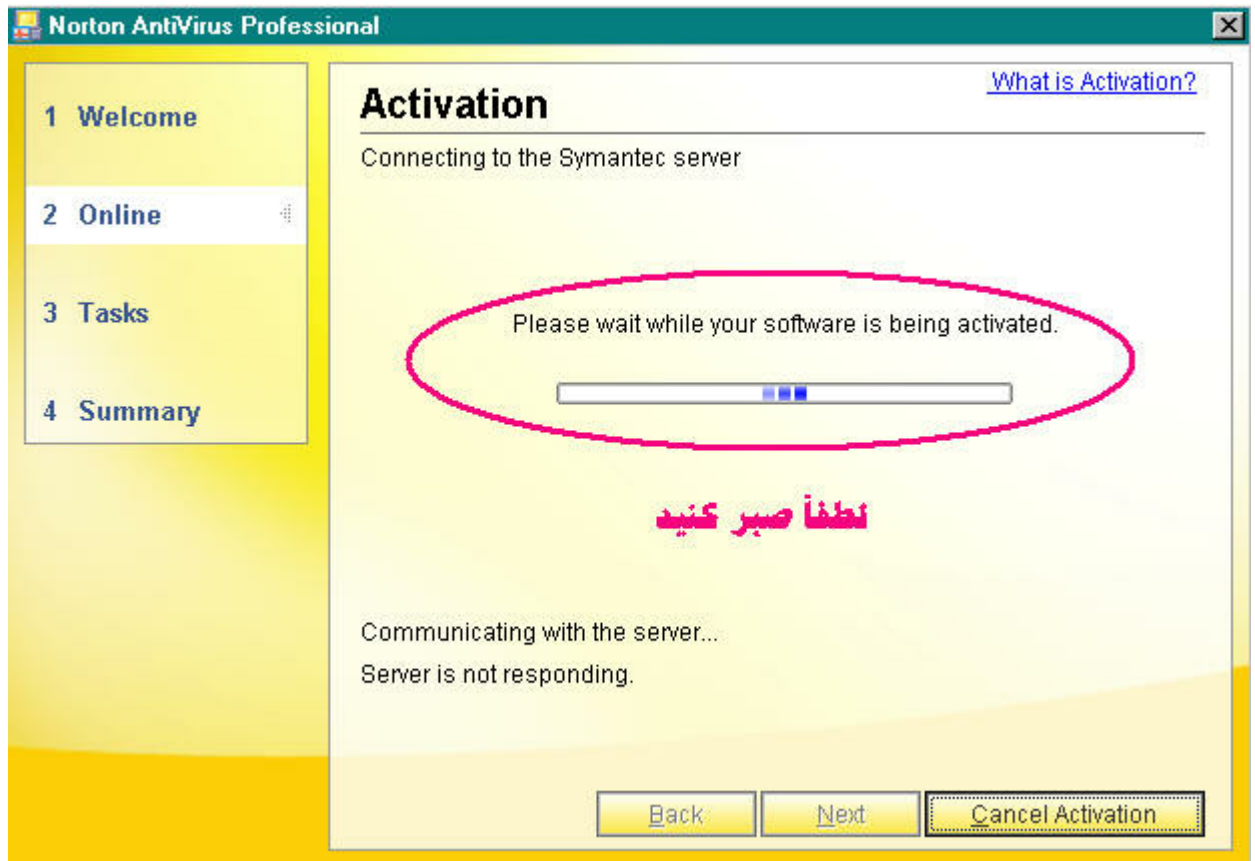 Norton AntiVirus Professional
1 Welcome
2 Online
3 Tasks
4 Summary
What is Activation?
Activation
Connecting to the Symantec server
Please wait while your software is being activated.
لطفاً صبر کنید
Communicating with the server...
Server is not responding.
Back
Next
Cancel Activation